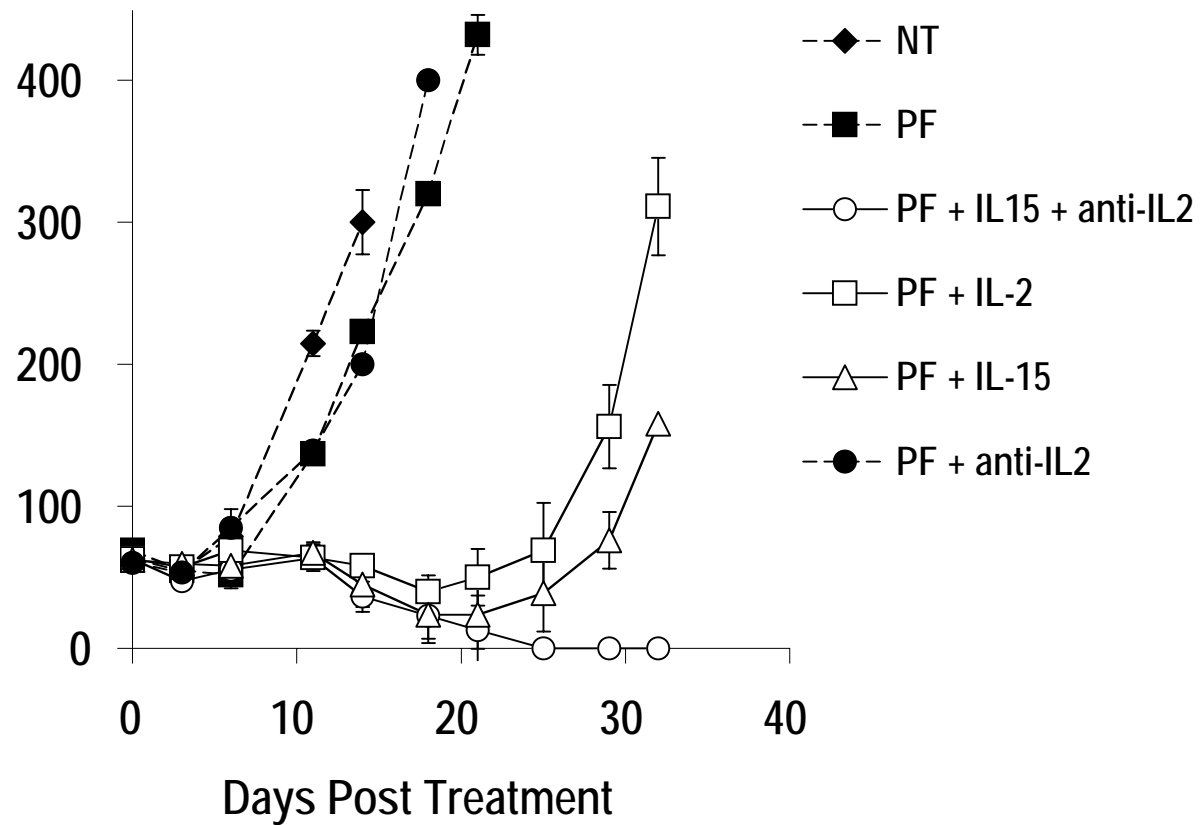 400
300
200
100
0
0 10 20 30 40
Days Post Treatment
NT
PF
PF + IL15 + anti-IL2
PF + IL-2
PF + IL-15
PF + anti-IL2